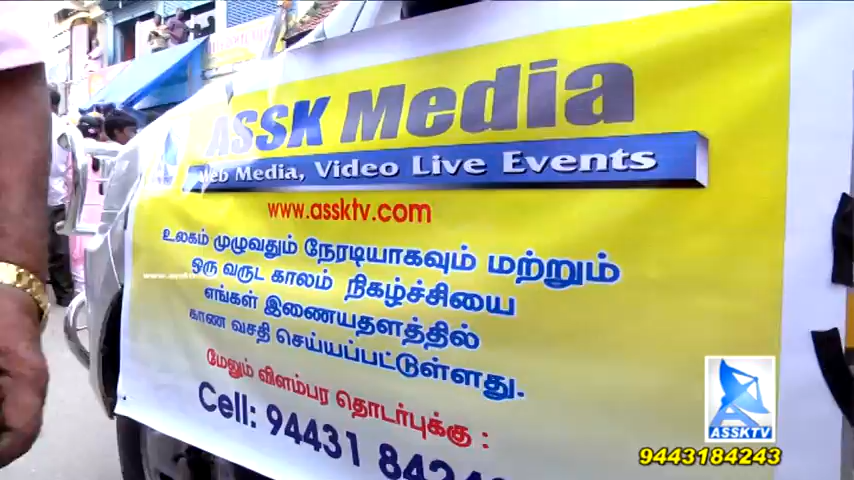 ASSK Media
Web Media, Video Live Events
www.assktv.com
உலகம் முழுவதும் நேரடியாகவும் மற்றும்
ஒரு வருட காலம் நிகழ்ச்சியை
எங்கள் இணையதளத்தில்
காண வசதி செய்யப்பட்டுள்ளது.
மேலும் விளம்பர தொடர்புக்கு :
Cell: 94431 84243
ASSKTV
9443184243